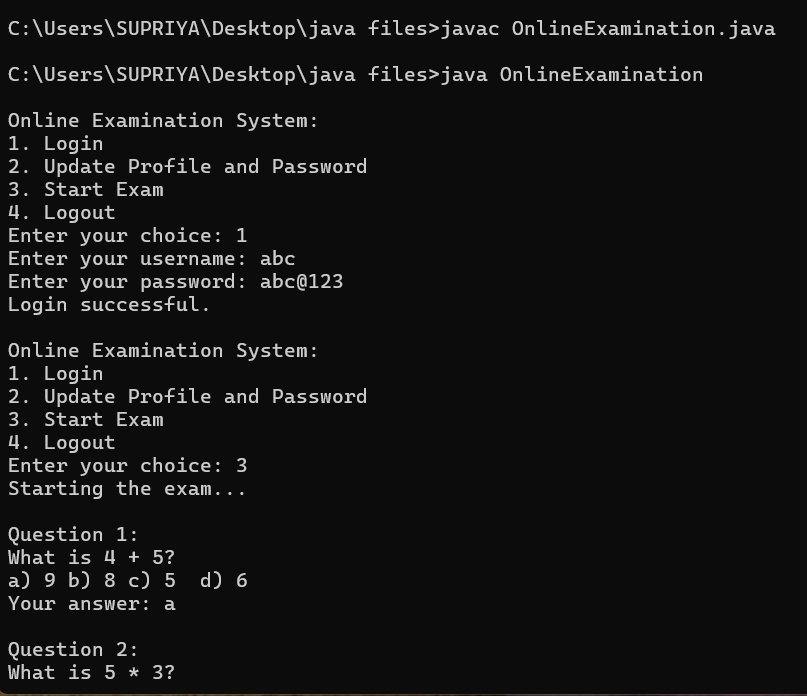 C:\Users\SUPRIYA\Desktop\java files>javac OnlineExamination.java
C:\Users\SUPRIYA\Desktop\java files>java OnlineExamination
Online Examination System:
1. Login
2. Update Profile and Password
3. Start Exam
4. Logout
Enter your choice: 1
Enter your username: abc
Enter your password: abc@123
Login successful.
Online Examination System:
1. Login
2. Update Profile and Password
3. Start Exam
4. Logout
Enter your choice: 3
Starting the exam...
Question 1:
What is 4 + 5?
a) 9 b) 8 c) 5  d) 6
Your answer: a
Question 2:
What is 5 * 3?